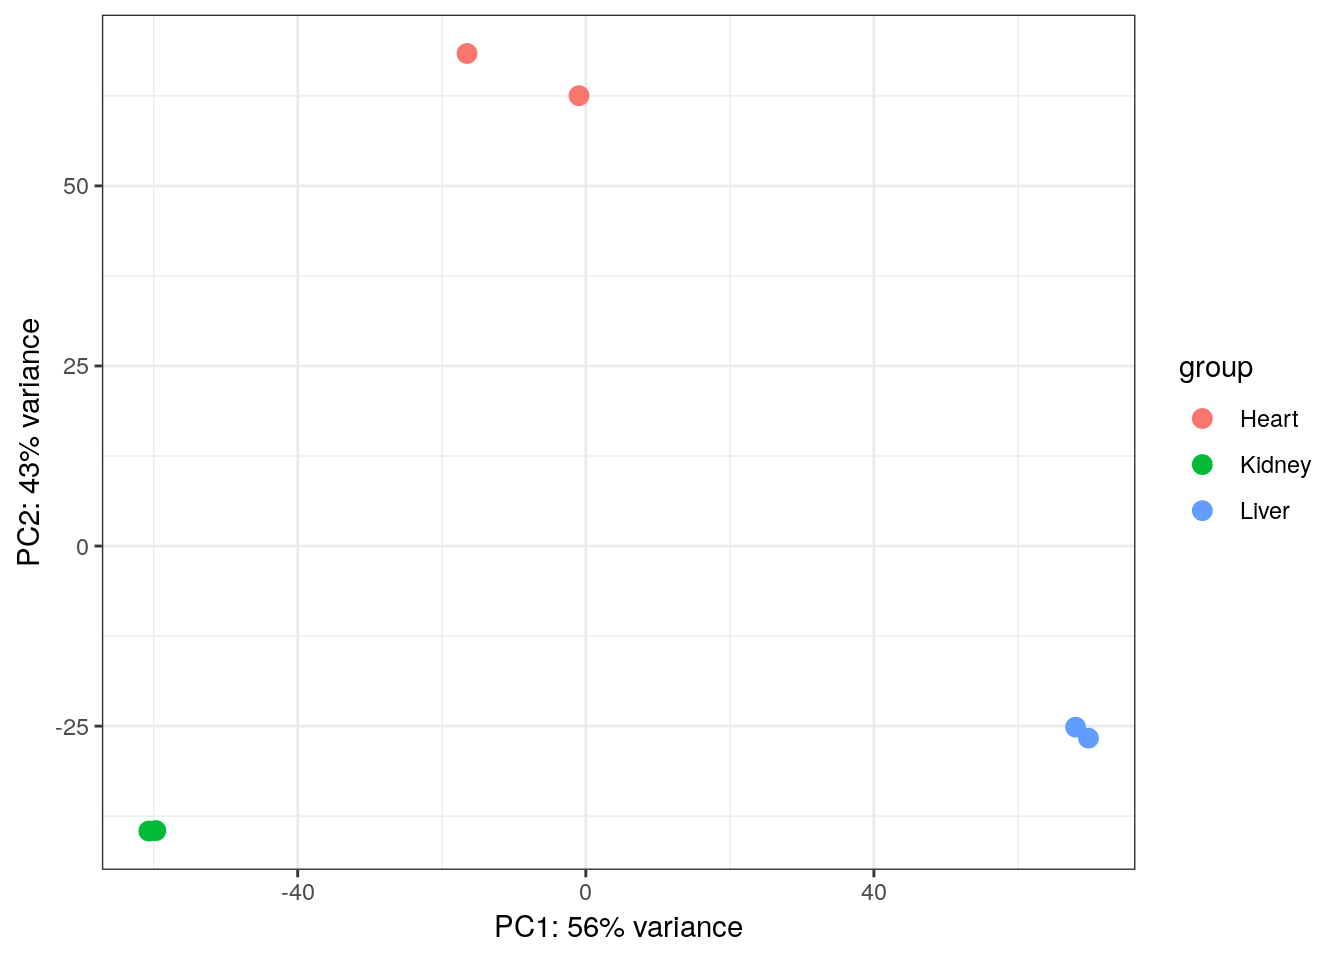 50
25
0
-25
-40
0
40
PC1: 56% variance
PC2: 43% variance
group
Heart
Kidney
Liver